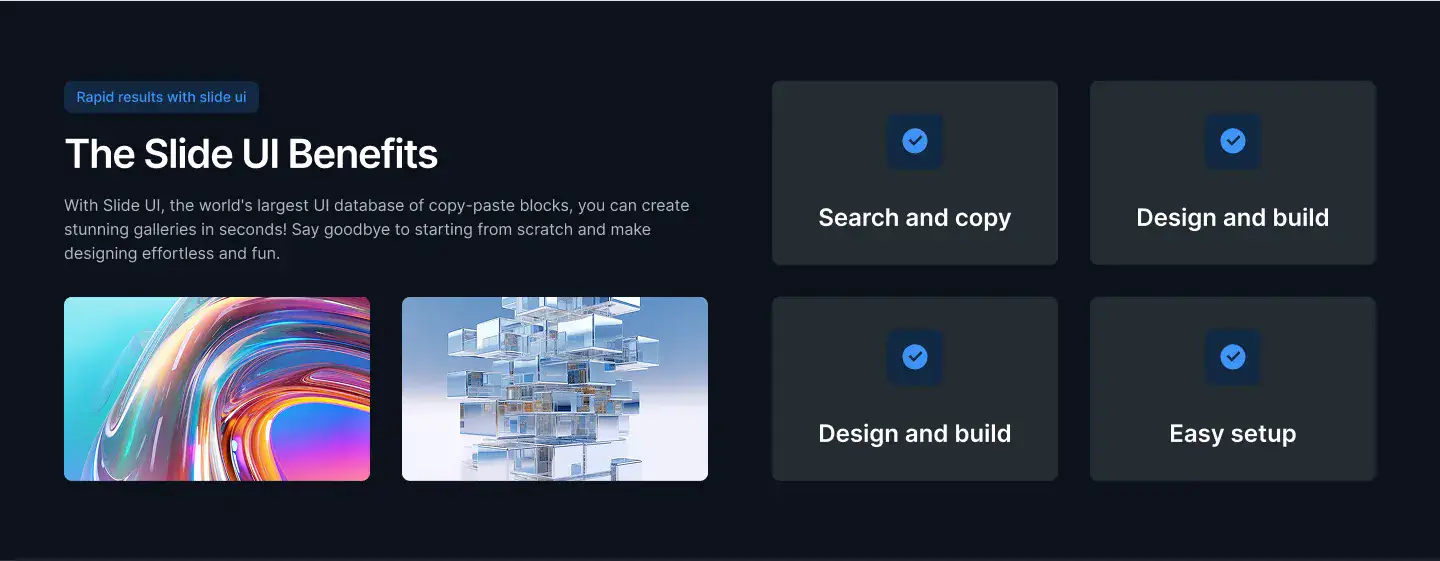 Rapid results with slide ui
The Slide UI Benefits
With Slide UI, the world's largest UI database of copy-paste blocks, you can create
stunning galleries in seconds! Say goodbye to starting from scratch and make
designing effortless and fun.
Search and copy
Design and build
Design and build
Easy setup